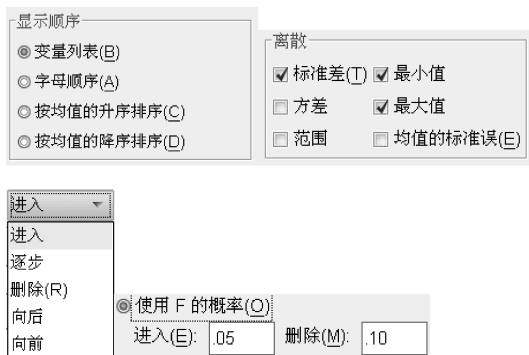 显示顺序
变量列表(B)
字母顺序(A)
按均值的升序排序(C)
按均值的降序排序(D)
离散
标准差(T) 最小值
方差 最大值
范围 均值的标准误(E)
进入
进入
逐步
删除(R)
向后
向前
使用 F 的概率(O)
进入(E): .05 删除(M): .10